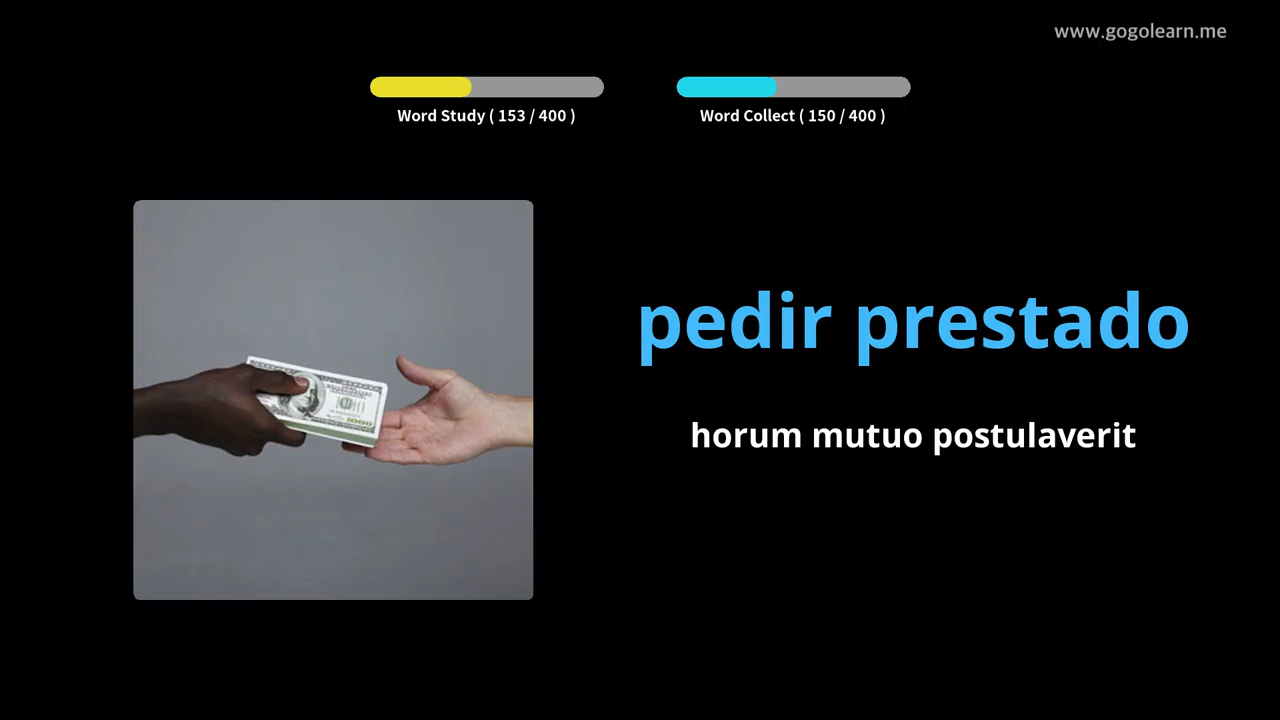 www.gogolearn.me
Word Study ( 153 / 400 )
Word Collect ( 150 / 400 )
pedir prestado
horum mutuo postulaverit